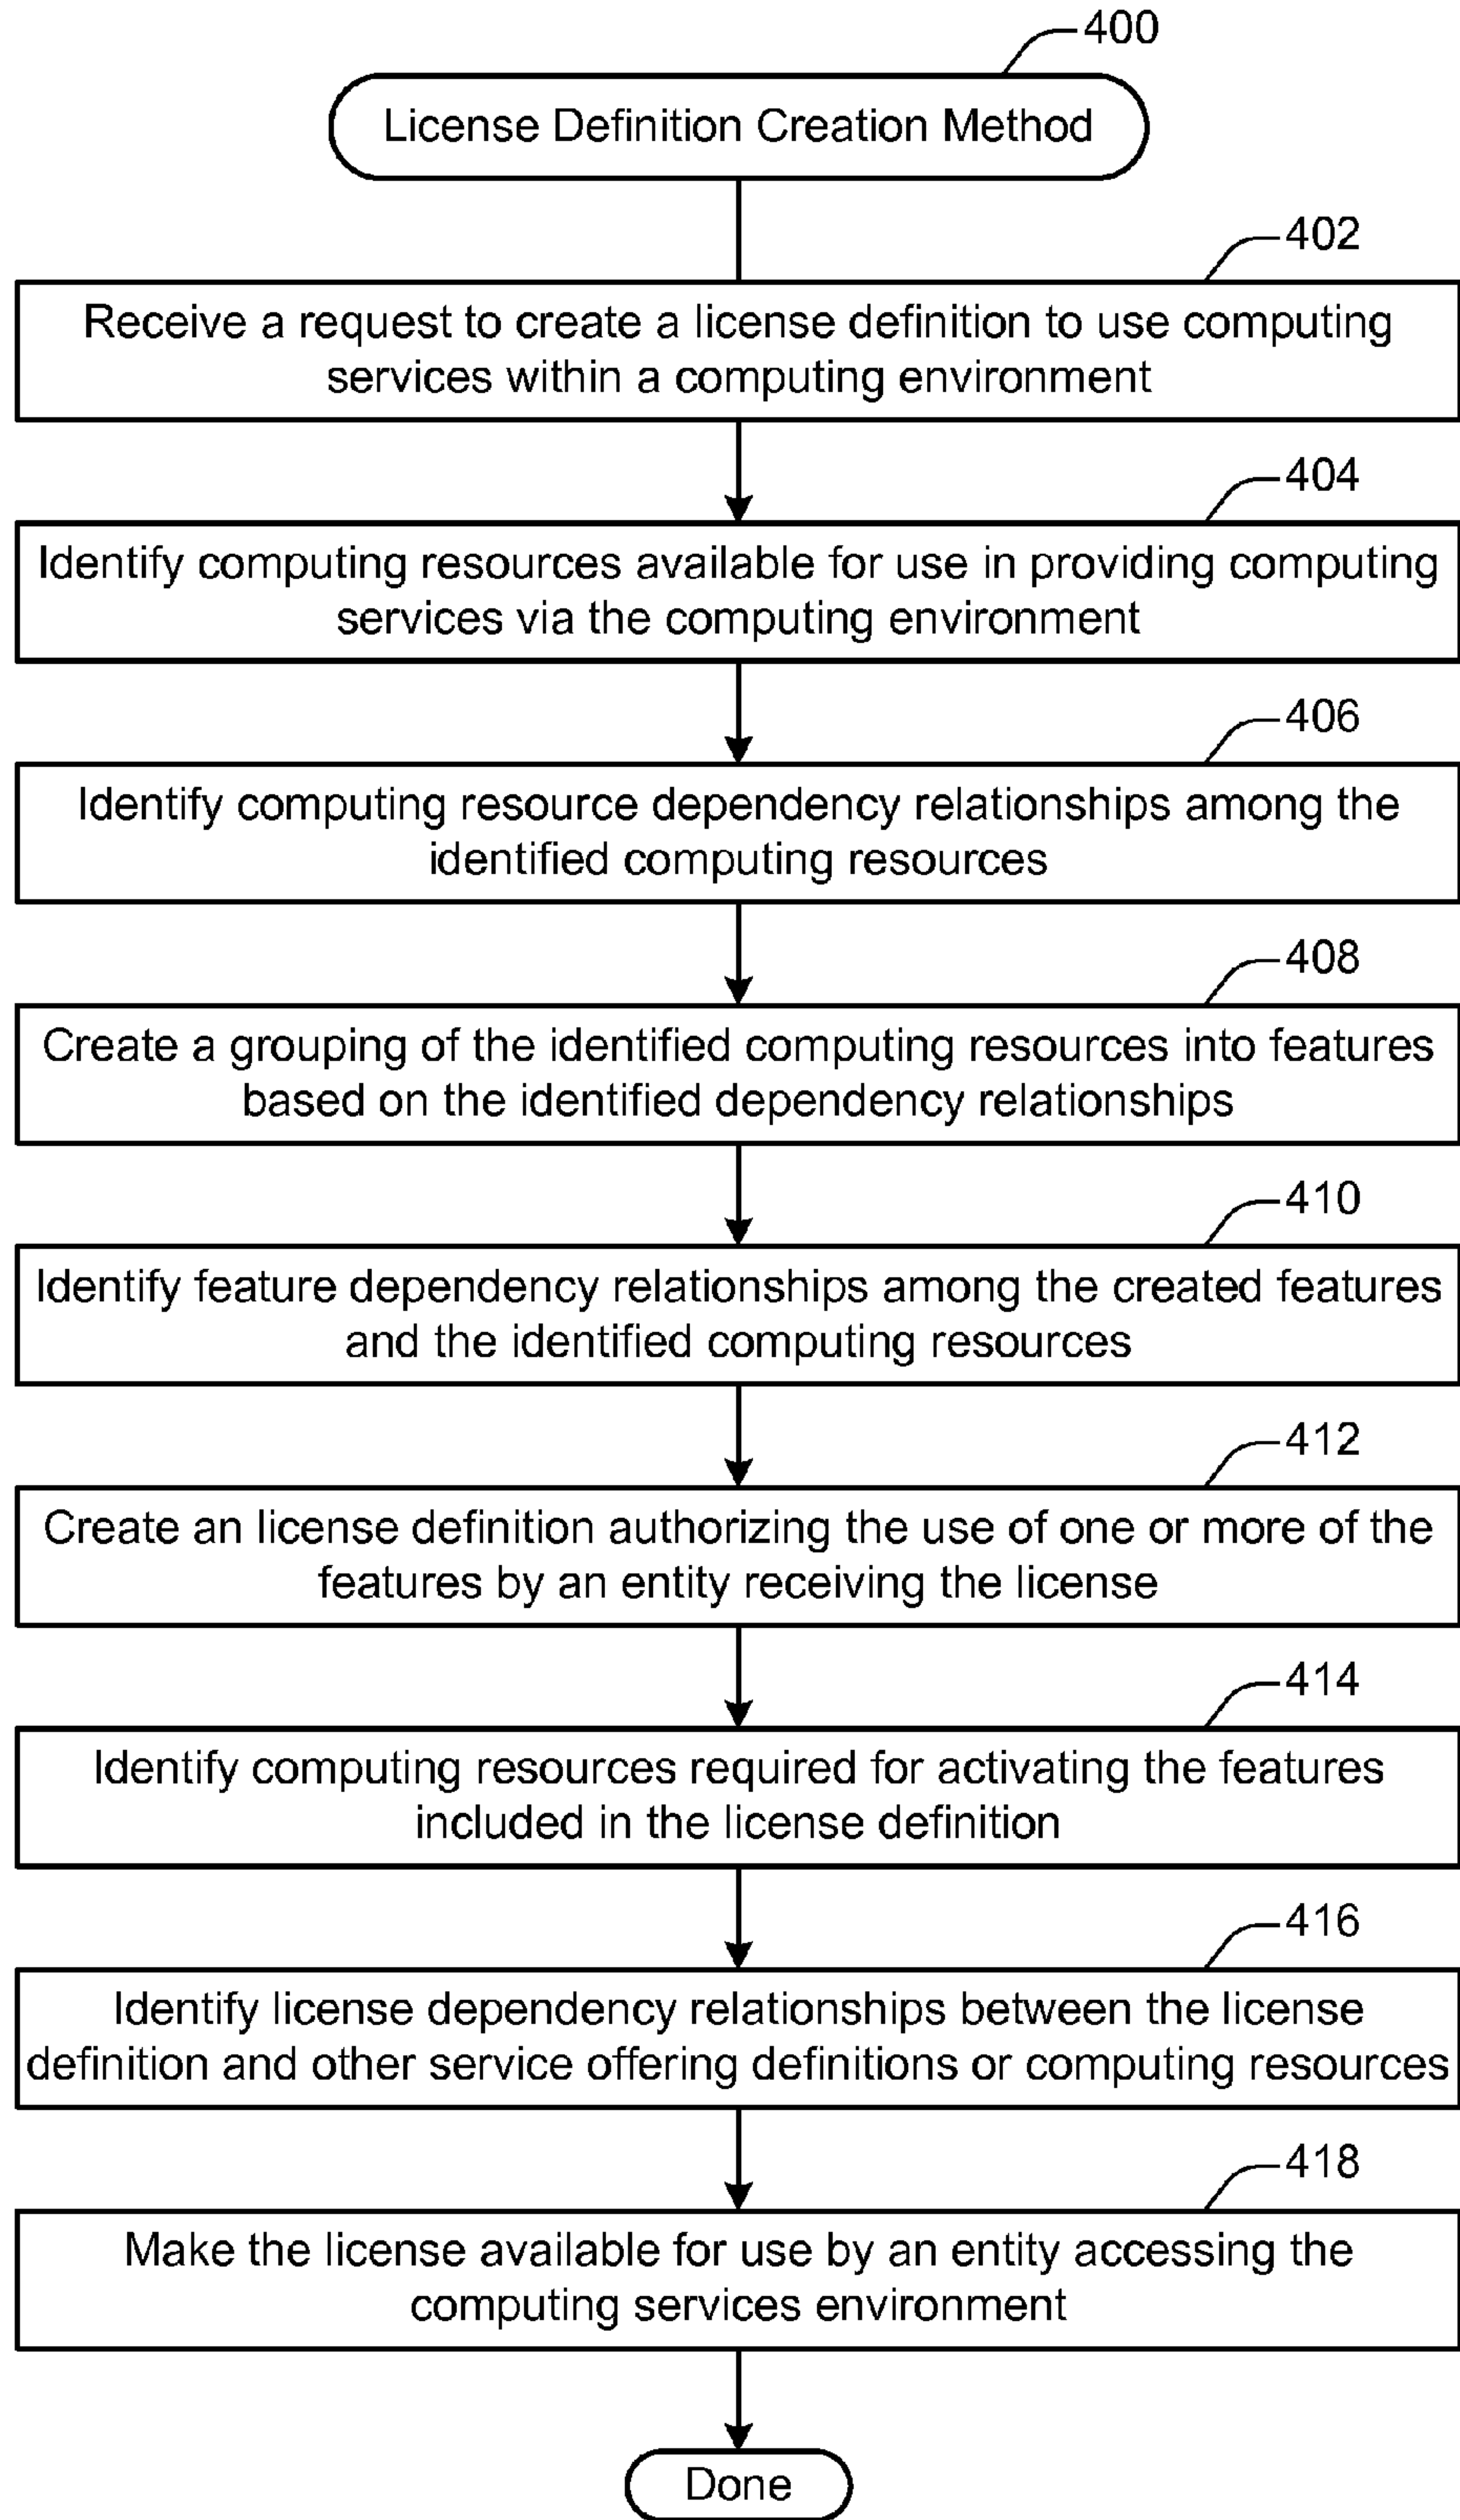 400
License Definition Creation Method
402
Receive a request to create a license definition to use computing
services within a computing environment
404
Identify computing resources available for use in providing computing
services via the computing environment
406
Identify computing resource dependency relationships among the
identified computing resources
408
Create a grouping of the identified computing resources into features
based on the identified dependency relationships
410
Identify feature dependency relationships among the created features
and the identified computing resources
412
Create an license definition authorizing the use of one or more of the
features by an entity receiving the license
414
Identify computing resources required for activating the features
included in the license definition
416
Identify license dependency relationships between the license
definition and other service offering definitions or computing resources
418
Make the license available for use by an entity accessing the
computing services environment
Done